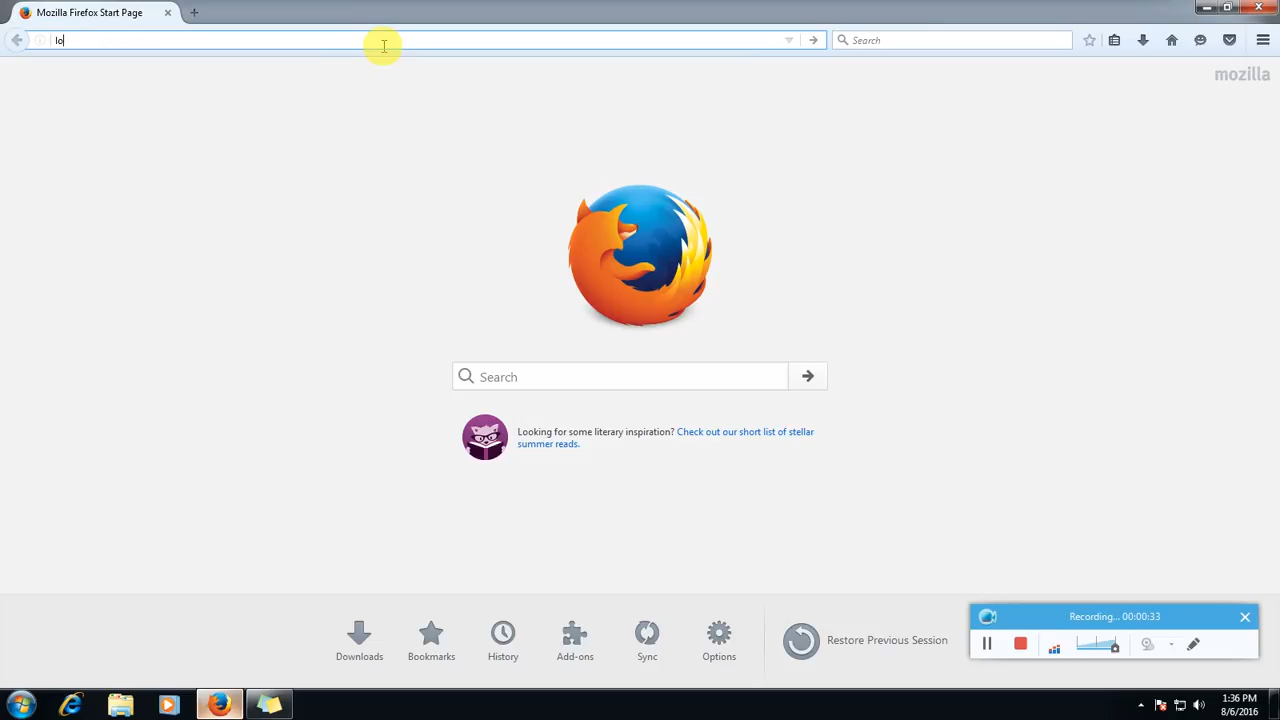 Mozilla Firefox Start Page
lo
Search
mozilla
Search
Looking for some literary inspiration? Check out our short list of stellar
summer reads.
Downloads
Bookmarks
History
Add-ons
Sync
Options
Restore Previous Session
Recording... 00:00:33
1:36 PM
8/6/2016